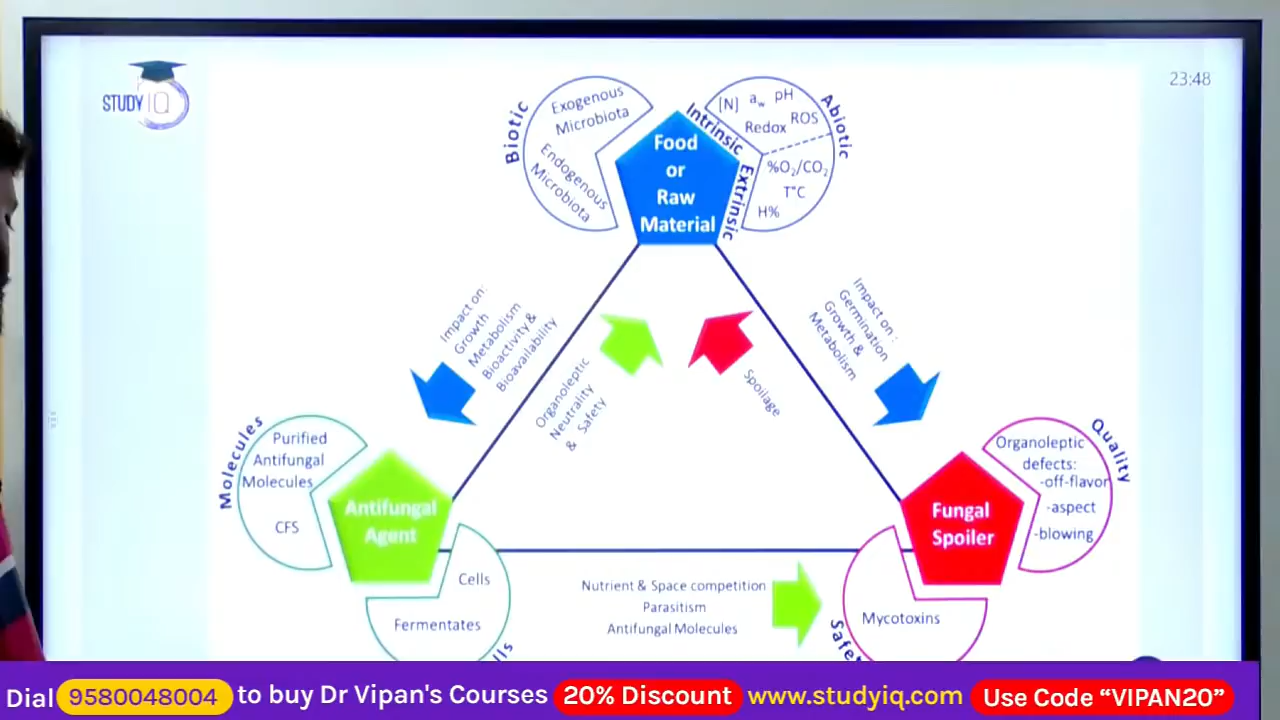 STUDY IQ
23:48
Biotic
Exogenous
Microbiota
Endogenous
Microbiota
Food
or
Raw
Material
Intrinsic
Extrinsic
Abiotic
[N] aw pH
Redox ROS
%O₂/CO₂
T°C
H%
Impact on:
Growth
Metabolism
Bioactivity &
Bioavailability
Organoleptic
Neutrality
& Safety
Spoilage
Impact on :
Germination
Growth &
Metabolism
Molecules
Purified
Antifungal
Molecules
CFS
Antifungal
Agent
Cells
Fermentates
Nutrient & Space competition
Parasitism
Antifungal Molecules
Fungal
Spoiler
Quality
Organoleptic
defects:
-off-flavor
-aspect
-blowing
Mycotoxins
Dial 9580048004 to buy Dr Vipan's Courses 20% Discount www.studyiq.com Use Code “VIPAN20”